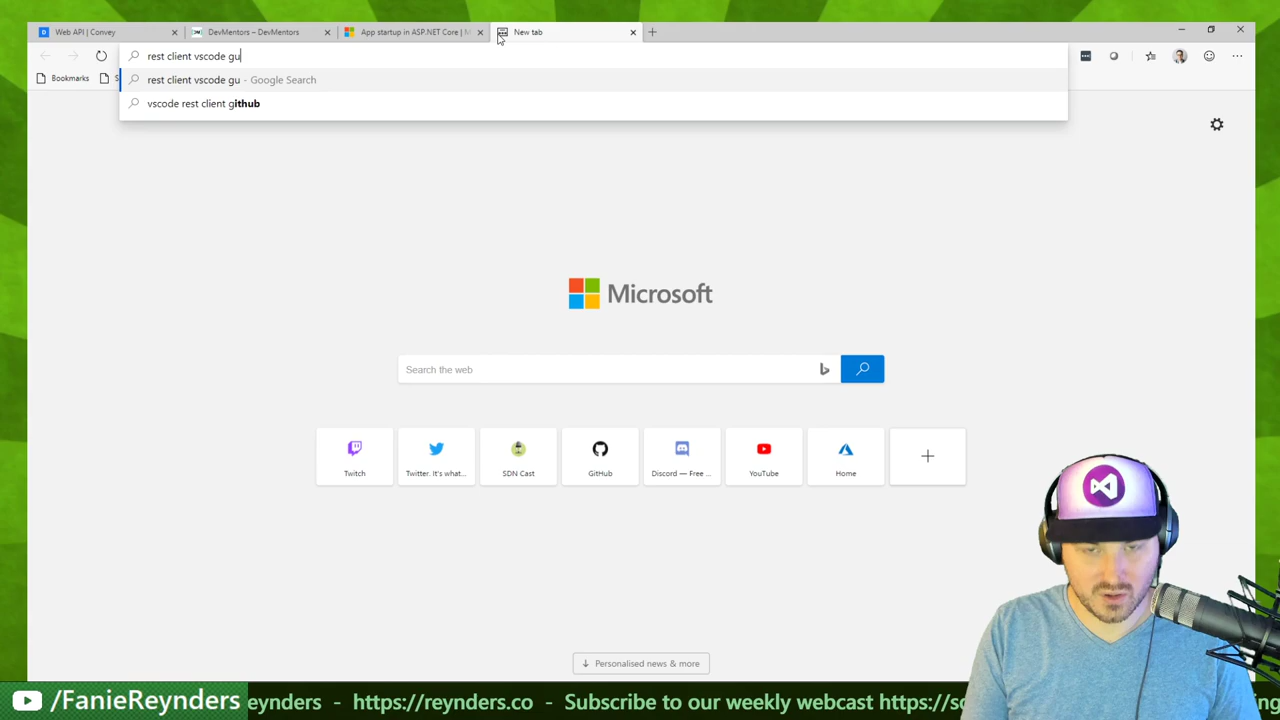 Web API | Convey
DevMentors – DevMentors
App startup in ASP.NET Core | M
New tab
rest client vscode gu
Bookmarks
S
rest client vscode gu - Google Search
vscode rest client github
Microsoft
Search the web
Twitch
Twitter. It's what...
SDN Cast
GitHub
Discord — Free ...
YouTube
Home
Personalised news & more
/FanieReynders
eynders - https://reynders.co - Subscribe to our weekly webcast https://s
ing